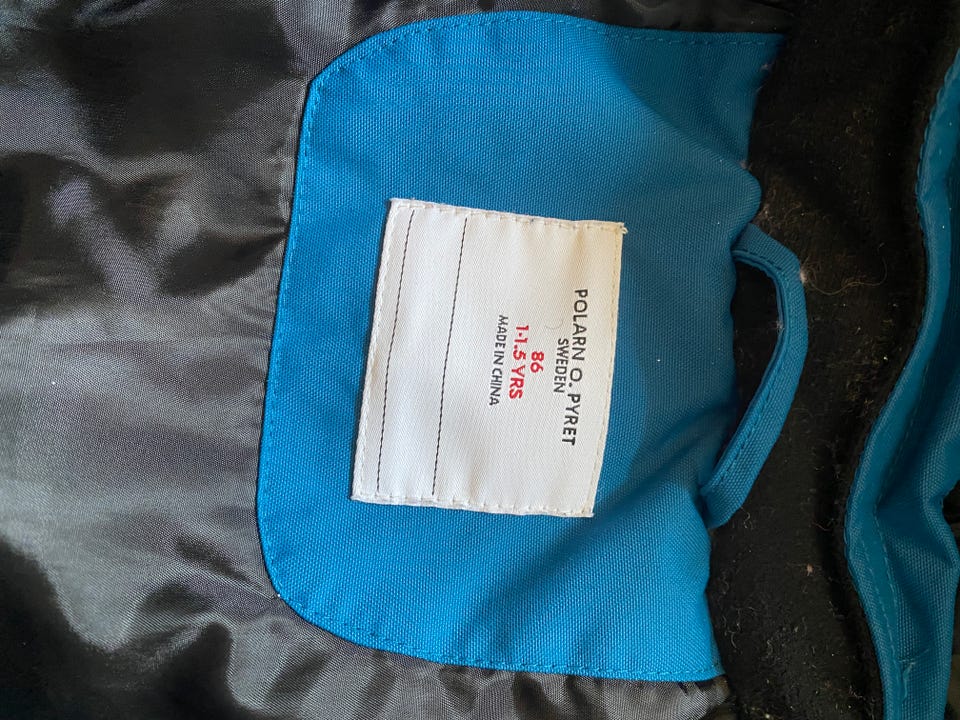 POLARN O. PYRET
SWEDEN
86
1-1.5 YRS
MADE IN CHINA